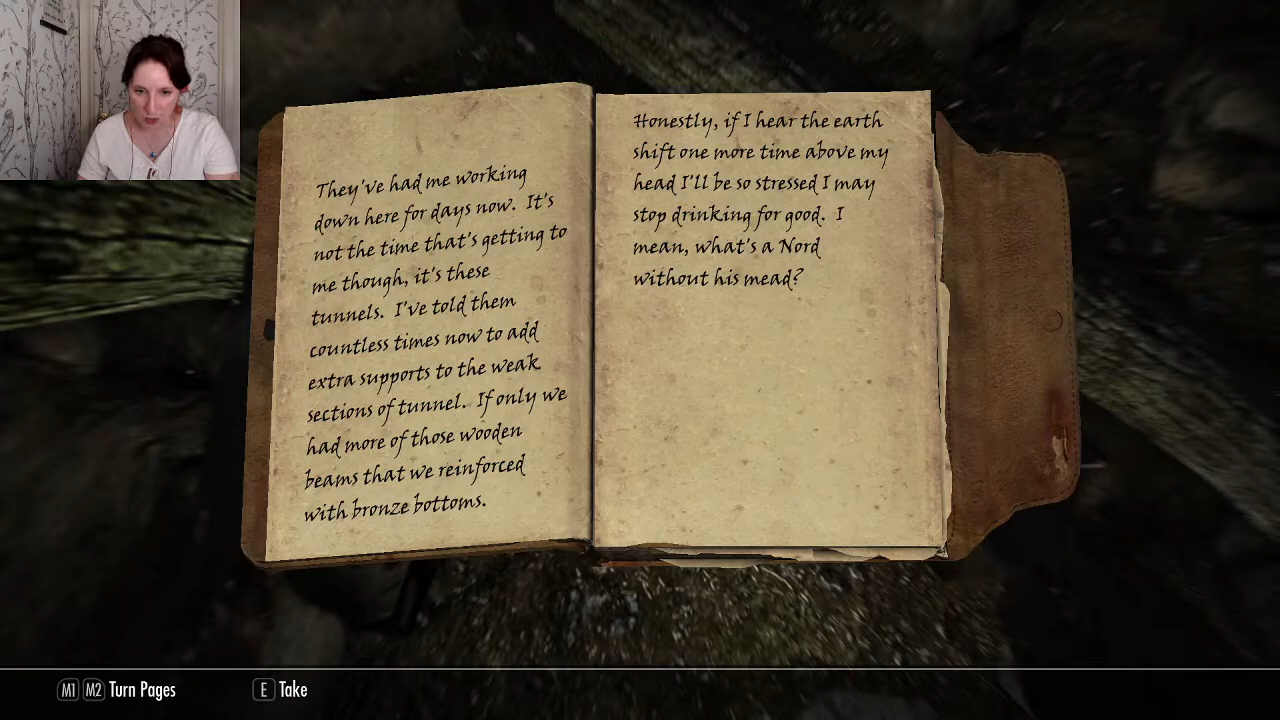 They've had me working
down here for days now. It's
not the time that's getting to
me though, it's these
tunnels. I've told them
countless times now to add
extra supports to the weak
sections of tunnel. If only we
had more of those wooden
beams that we reinforced
with bronze bottoms.
Honestly, if I hear the earth
shift one more time above my
head I'll be so stressed I may
stop drinking for good. I
mean, what's a Nord
without his mead?
M1 M2 Turn Pages
E Take